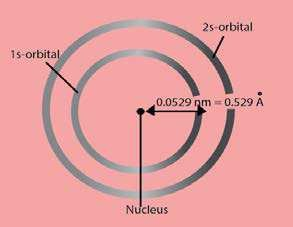 2s-orbital
1s-orbital
0.0529 nm = 0.529 Å
Nucleus